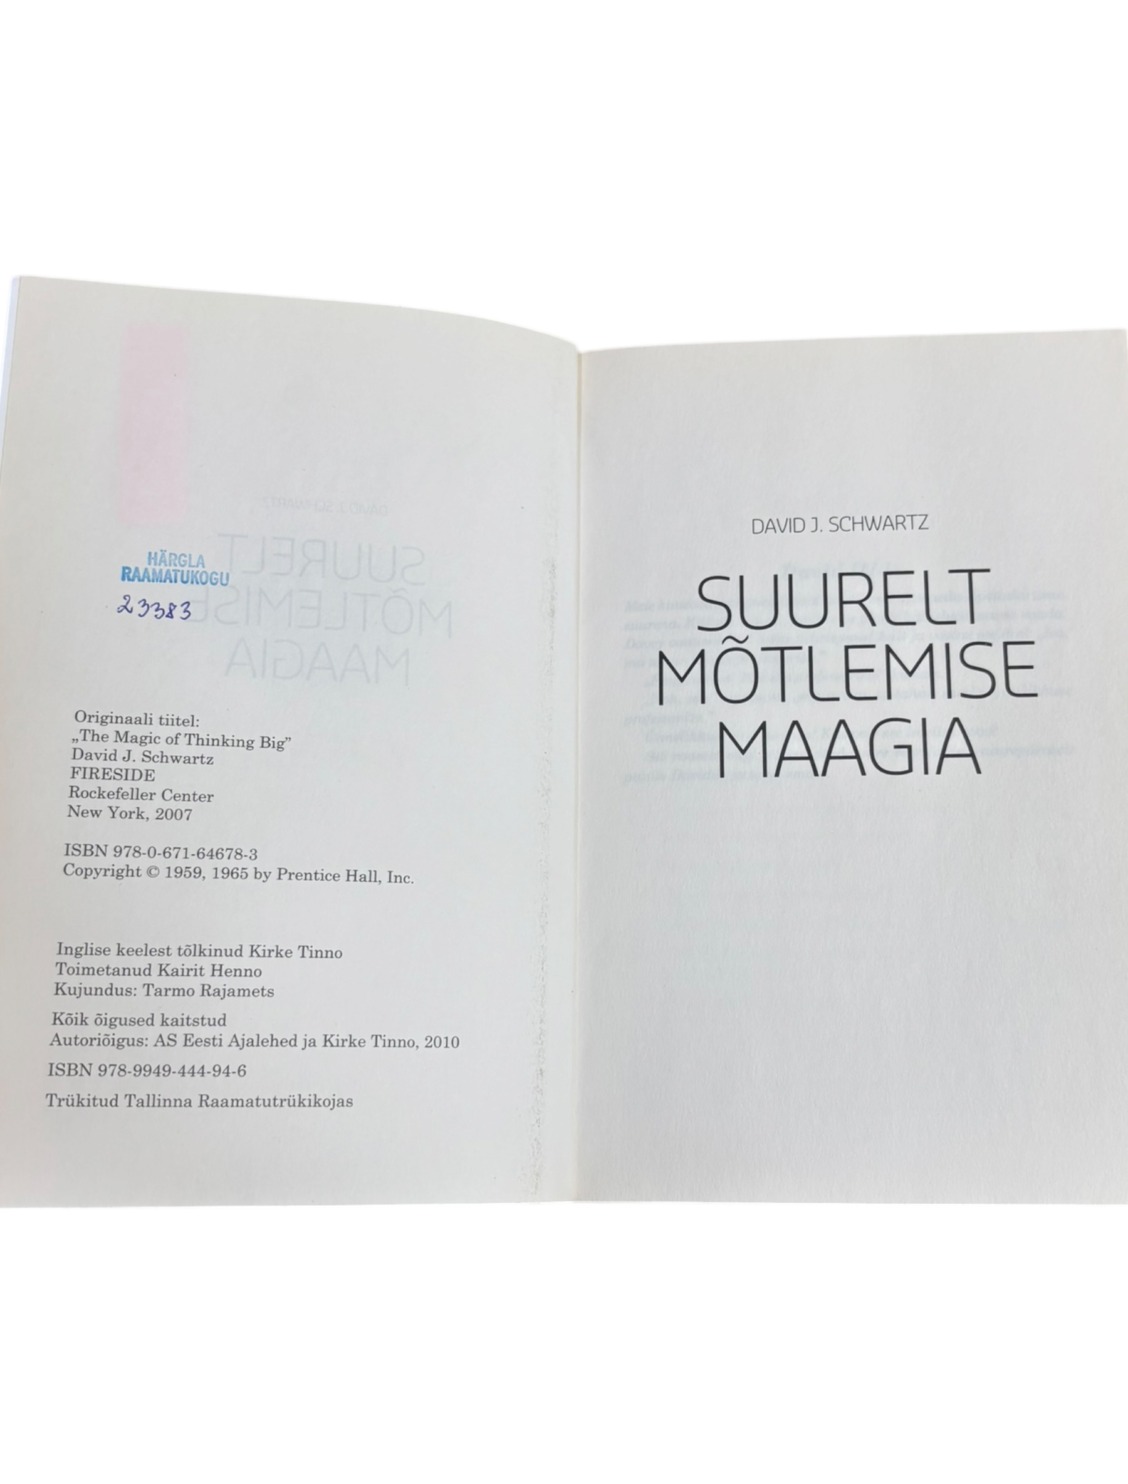 HÄRGLA
RAAMATUKOGU
23383
Originaali tiitel:
„The Magic of Thinking Big”
David J. Schwartz
FIRESIDE
Rockefeller Center
New York, 2007
ISBN 978-0-671-64678-3
Copyright © 1959, 1965 by Prentice Hall, Inc.
Inglise keelest tõlkinud Kirke Tinno
Toimetanud Kairit Henno
Kujundus: Tarmo Rajamets
Kõik õigused kaitstud
Autoriõigus: AS Eesti Ajalehed ja Kirke Tinno, 2010
ISBN 978-9949-444-94-6
Trükitud Tallinna Raamatutrükikojas
DAVID J. SCHWARTZ
SUURELT
MÕTLEMISE
MAAGIA